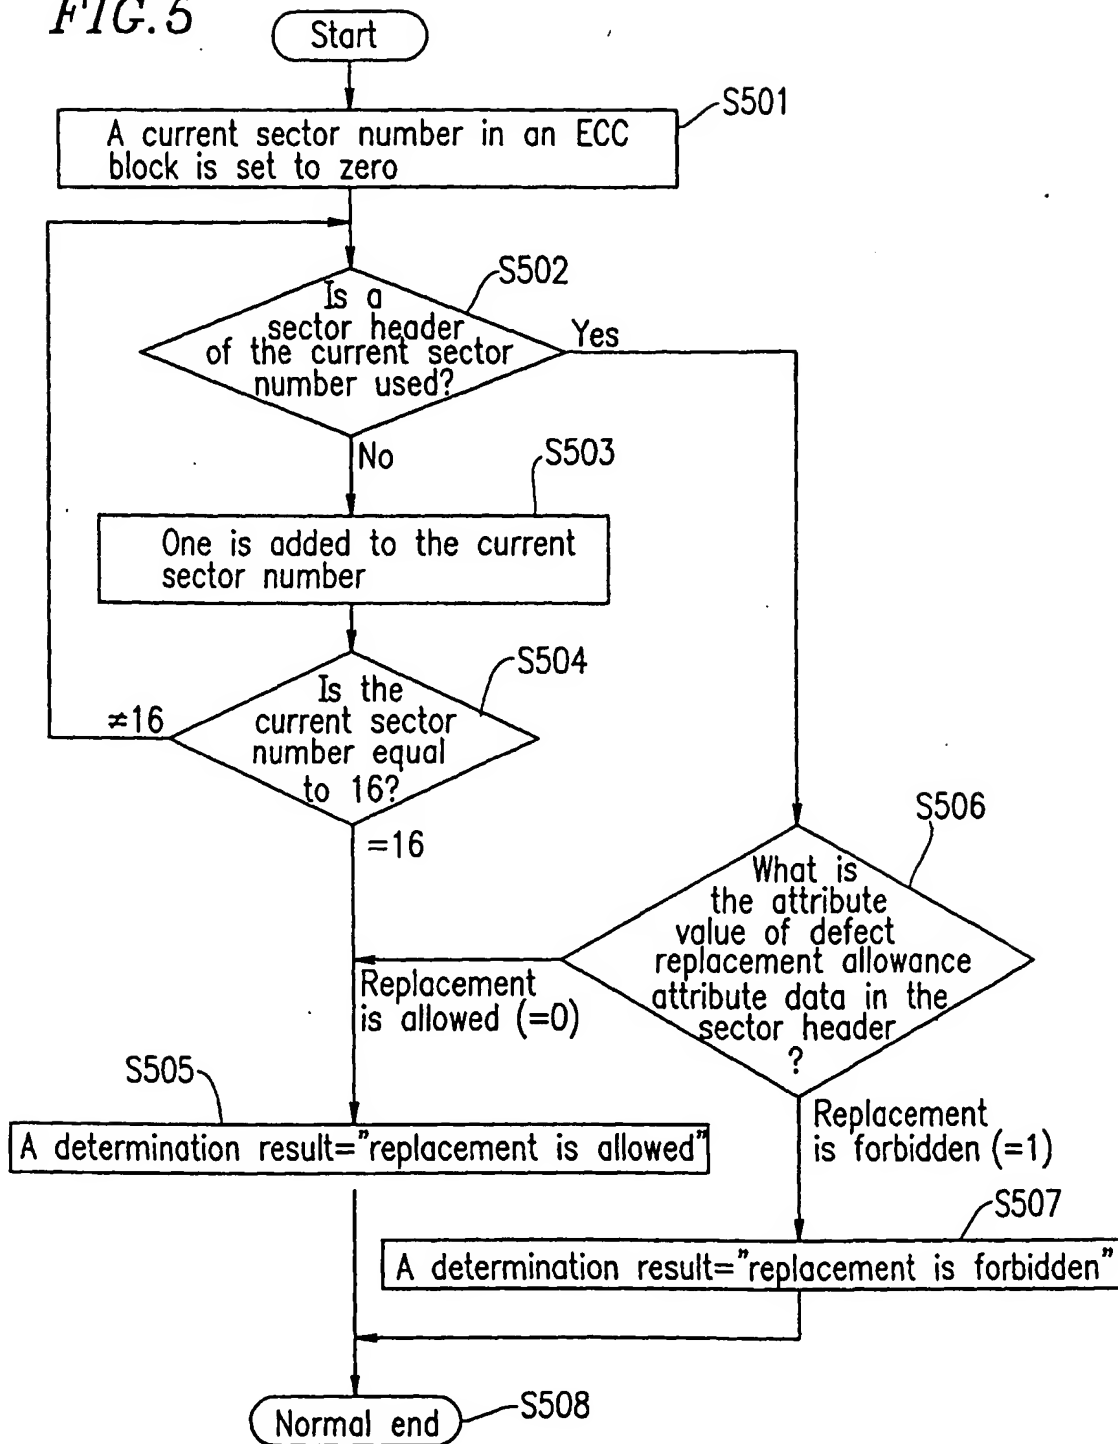 FIG. 5
Start
S501
A current sector number in an ECC
block is set to zero
S502
Is a
sector header
of the current sector
number used?
Yes
No
S503
One is added to the current
sector number
S504
Is the
current sector
number equal
to 16?
≠16
=16
S506
What is
the attribute
value of defect
replacement allowance
attribute data in the
sector header
?
Replacement
is allowed (=0)
S505
A determination result="replacement is allowed"
Replacement
is forbidden (=1)
S507
A determination result="replacement is forbidden"
Normal end
S508